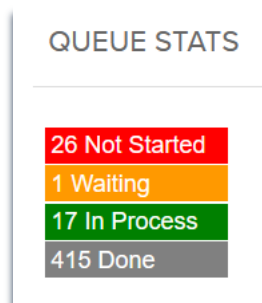 QUEUE STATS
26 Not Started
1 Waiting
17 In Process
415 Done